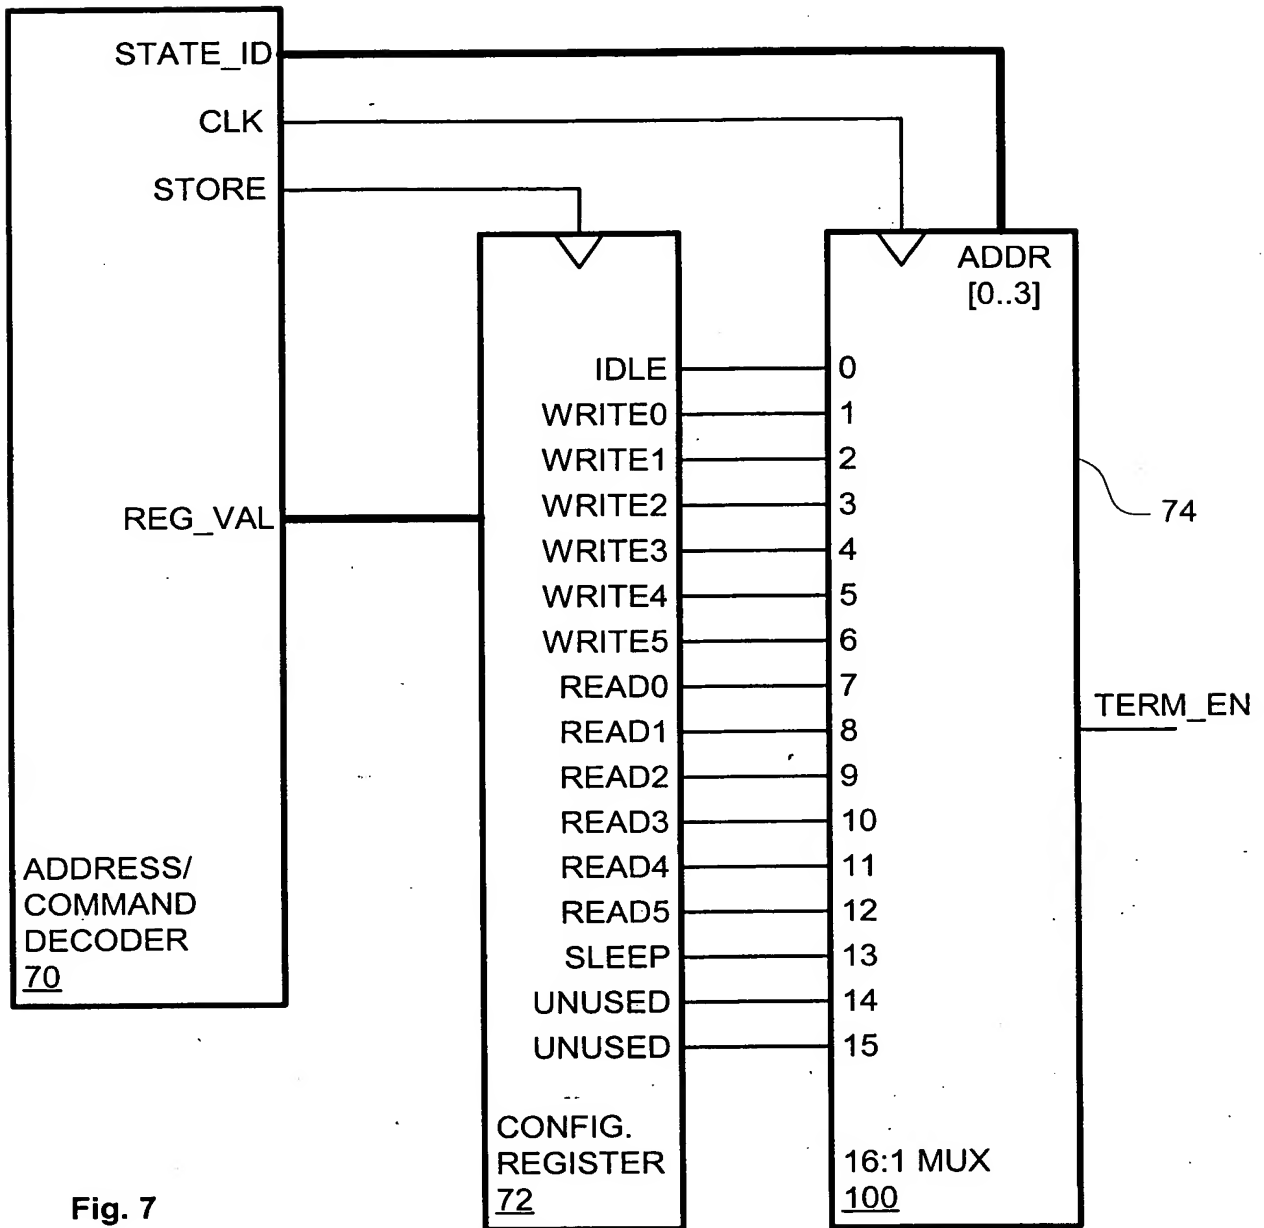 STATE_ID
CLK
STORE
REG_VAL
ADDRESS/
COMMAND
DECODER
70
IDLE
WRITE0
WRITE1
WRITE2
WRITE3
WRITE4
WRITE5
READ0
READ1
READ2
READ3
READ4
READ5
SLEEP
UNUSED
UNUSED
CONFIG.
REGISTER
72
ADDR
[0..3]
0
1
2
3
4
5
6
7
8
9
10
11
12
13
14
15
16:1 MUX
100
74
TERM_EN
Fig. 7